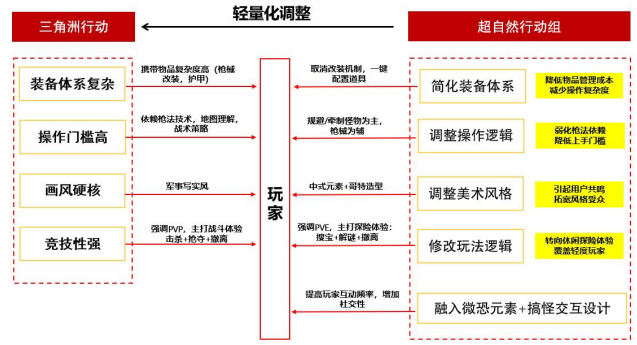 轻量化调整
三角洲行动
超自然行动组
装备体系复杂
携带物品复杂度高（枪械
改装，护甲）
取消改装机制，一键
配置道具
简化装备体系
降低物品管理成本
减少操作复杂度
操作门槛高
依赖枪法技术，地图理解，
战术策略
规避/牵制怪物为主，
枪械为辅
调整操作逻辑
弱化枪法依赖
降低上手门槛
玩家
画风硬核
军事写实风
中式元素+哥特造型
调整美术风格
引起用户共鸣
拓宽风格受众
竞技性强
强调PVP，主打战斗体验
击杀+抢夺+撤离
强调PVE，主打探险体验：
搜宝+解谜+撤离
修改玩法逻辑
转向休闲探险体验
覆盖轻度玩家
提高玩家互动频率，增加
社交性
融入微恐元素+搞怪交互设计